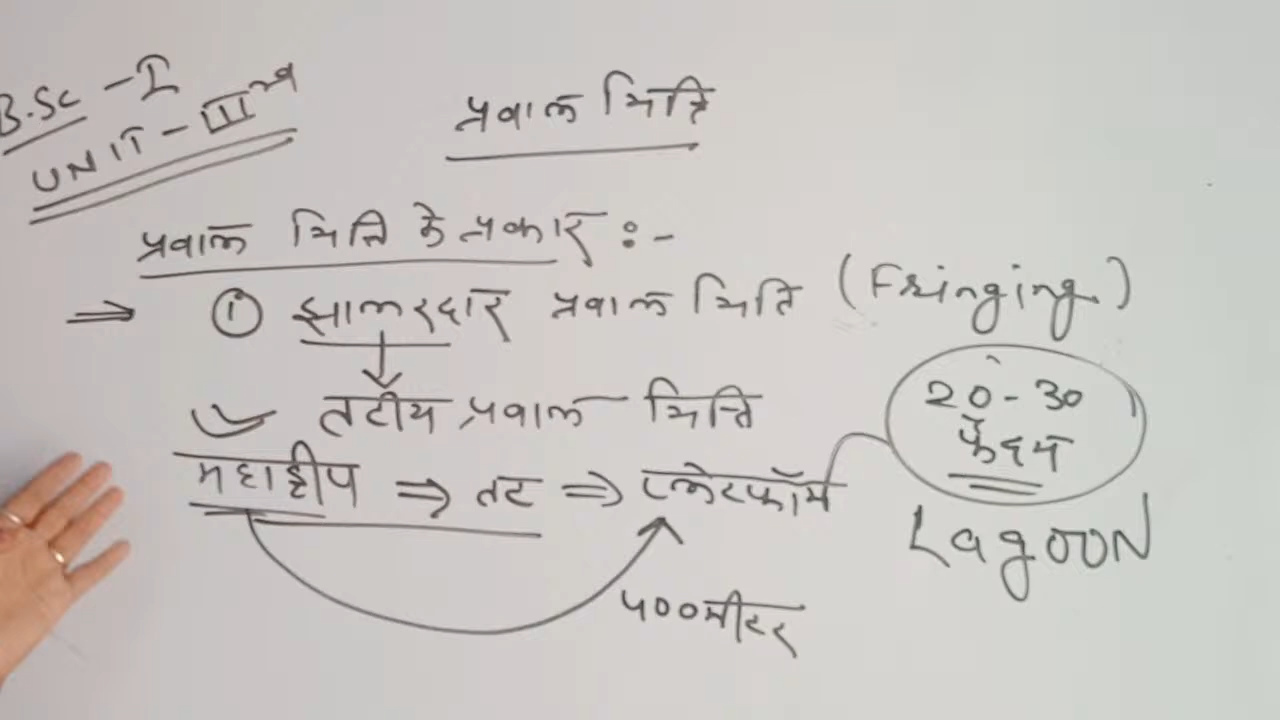 B.Sc - I
UNIT - III अ
प्रवाल भित्ति
प्रवाल भित्ति के प्रकार :-
⇒ ① झालरदार प्रवाल भित्ति (Fringing)
तटीय प्रवाल भित्ति
महाद्वीप ⇒ तट ⇒ प्लेटफॉर्म
20-30
फैदम
LagOON
400मीटर